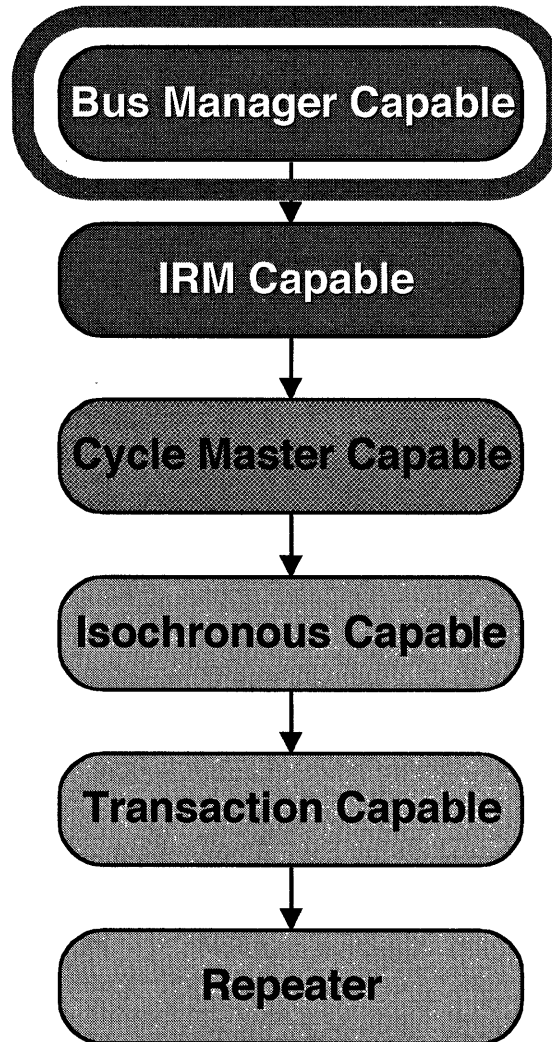 Bus Manager Capable
IRM Capable
Cycle Master Capable
Isochronous Capable
Transaction Capable
Repeater